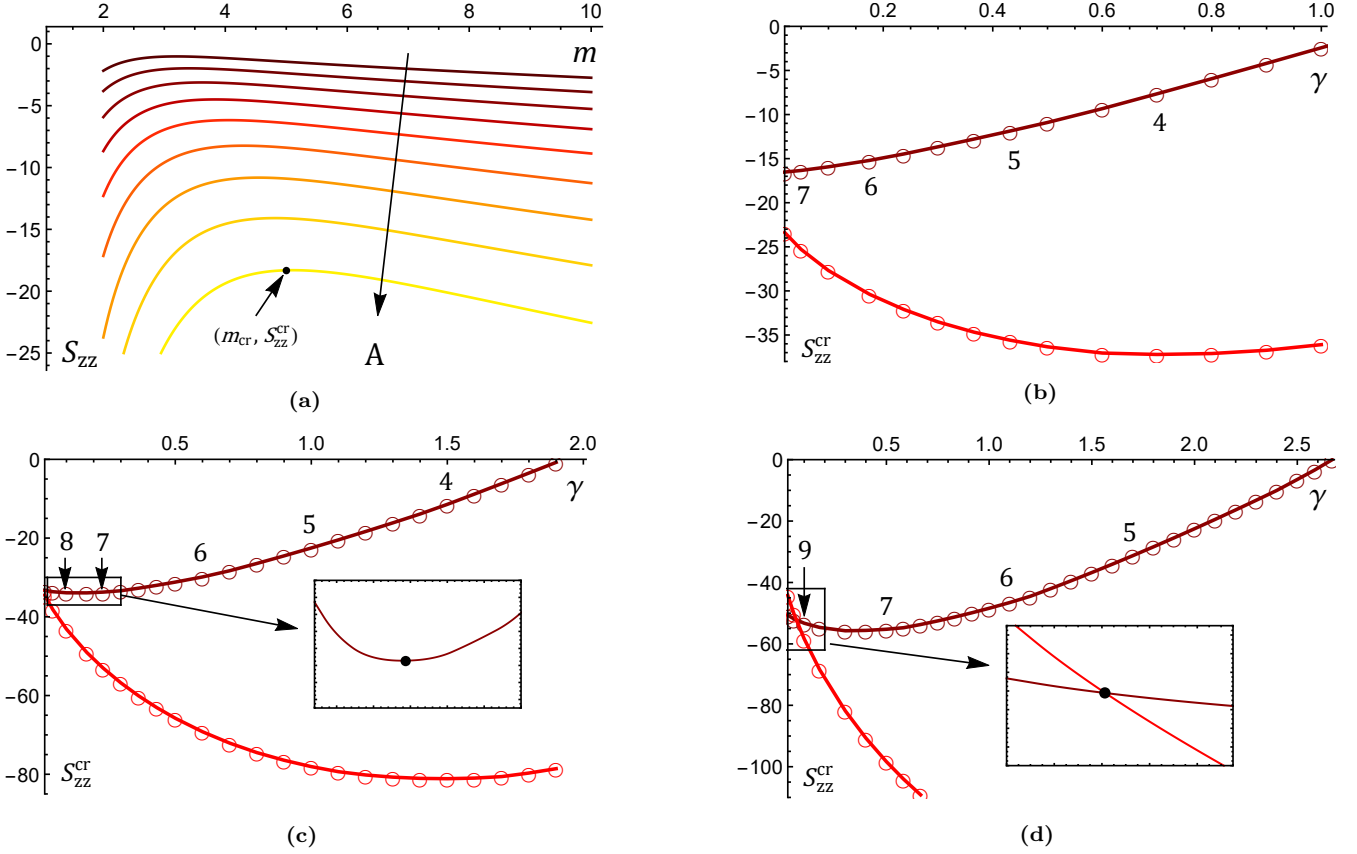 2 4 6 8 10
0
m
−5
−10
−15
−20
−25
S_zz
(m_cr, S_zz^cr)
A
(a)
0.2 0.4 0.6 0.8 1.0
0
−5
−10
−15
−20
−25
−30
−35
γ
4
5
6
7
S_zz^cr
(b)
0.5 1.0 1.5 2.0
0
−20
−40
−60
−80
γ
4
5
6
8 7
S_zz^cr
(c)
0.5 1.0 1.5 2.0 2.5
0
−20
−40
−60
−80
−100
γ
5
6
7
9
S_zz^cr
(d)